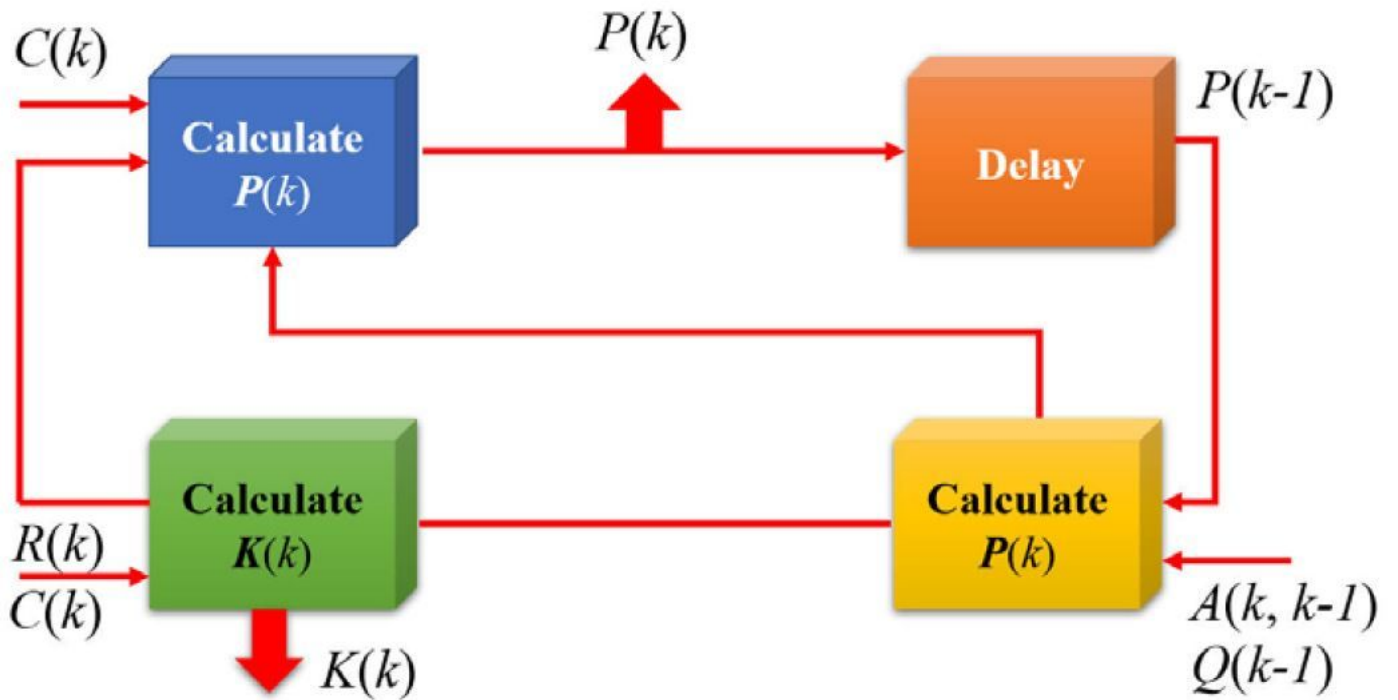 C(k)
P(k)
P(k-1)
Calculate
P(k)
Delay
Calculate
K(k)
Calculate
P(k)
R(k)
C(k)
K(k)
A(k, k-1)
Q(k-1)